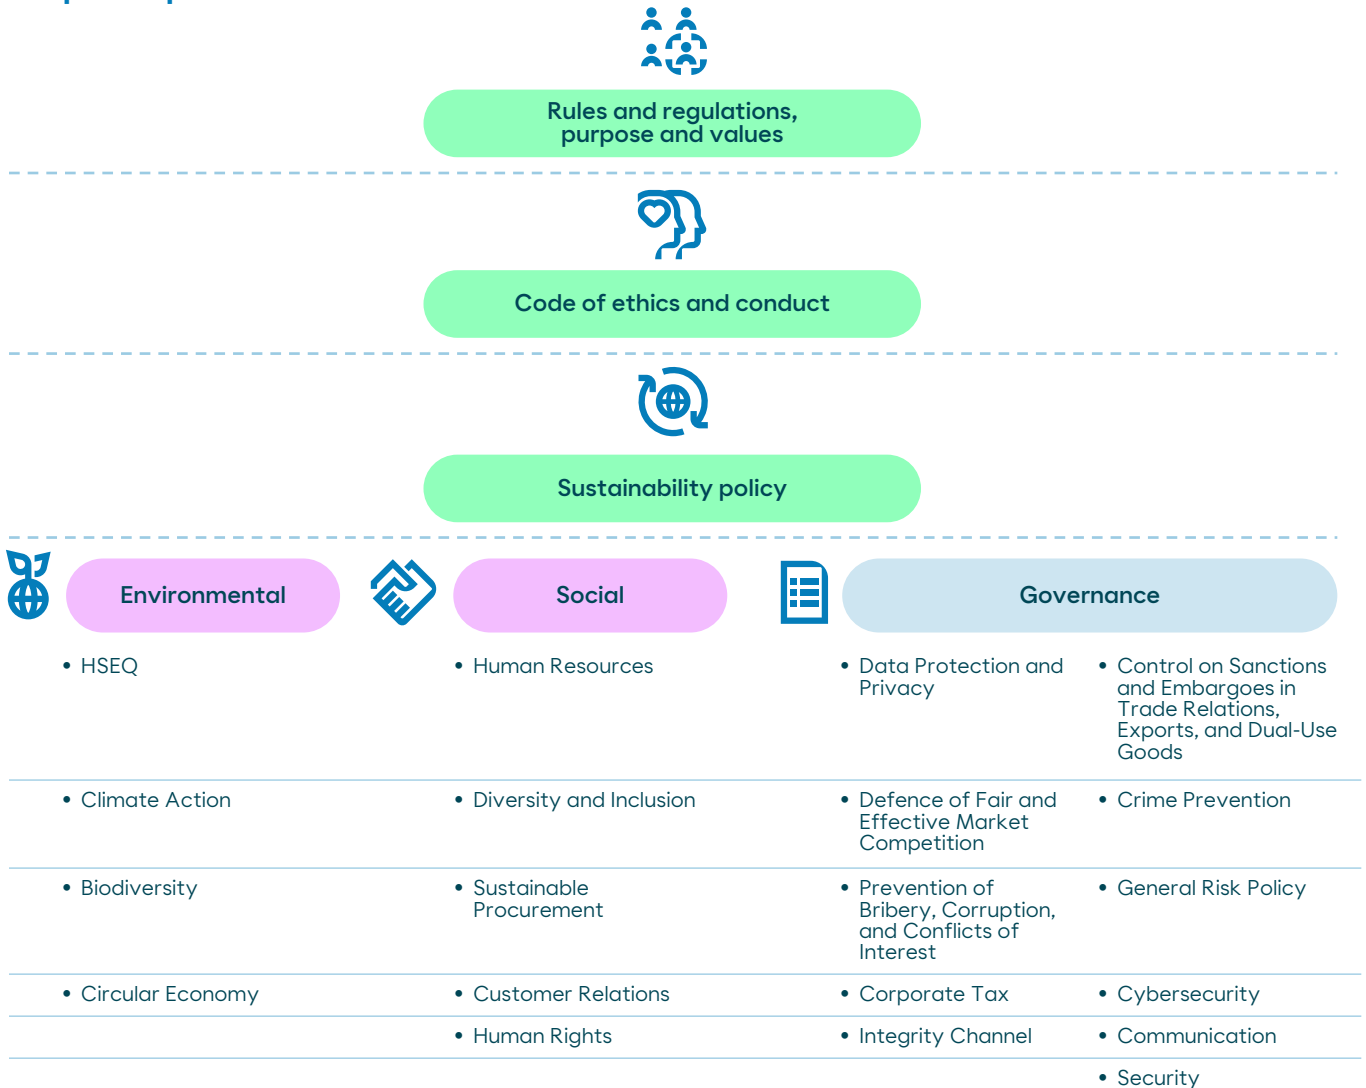 Rules and regulations,
purpose and values
Code of ethics and conduct
Sustainability policy
Environmental
Social
Governance
• HSEQ
• Human Resources
• Data Protection and
Privacy
• Control on Sanctions
and Embargoes in
Trade Relations,
Exports, and Dual-Use
Goods
• Climate Action
• Diversity and Inclusion
• Defence of Fair and
Effective Market
Competition
• Crime Prevention
• Biodiversity
• Sustainable
Procurement
• Prevention of
Bribery, Corruption,
and Conflicts of
Interest
• General Risk Policy
• Circular Economy
• Customer Relations
• Corporate Tax
• Cybersecurity
• Human Rights
• Integrity Channel
• Communication
• Security